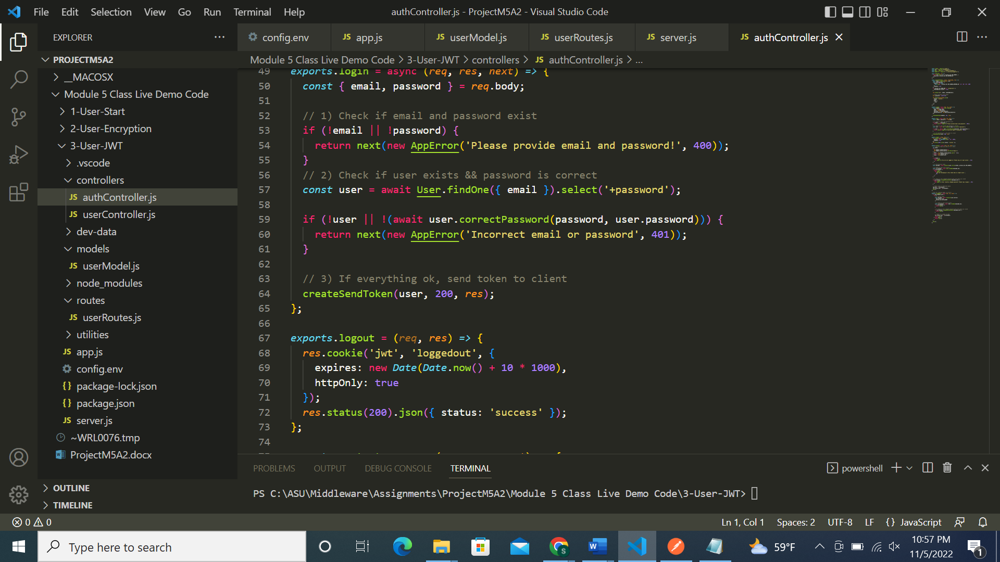 File Edit Selection View Go Run Terminal Help
authController.js - ProjectM5A2 - Visual Studio Code
EXPLORER
config.env
JS app.js
JS userModel.js
JS userRoutes.js
JS server.js
JS authController.js
PROJECTM5A2
Module 5 Class Live Demo Code > 3-User-JWT > controllers > JS authController.js > ...
__MACOSX
Module 5 Class Live Demo Code
1-User-Start
2-User-Encryption
3-User-JWT
.vscode
controllers
JS authController.js
JS userController.js
dev-data
models
JS userModel.js
node_modules
routes
JS userRoutes.js
utilities
JS app.js
config.env
{} package-lock.json
{} package.json
JS server.js
~WRL0076.tmp
ProjectM5A2.docx
OUTLINE
TIMELINE
49 exports.login = async (req, res, next) => {
50 const { email, password } = req.body;
51
52 // 1) Check if email and password exist
53 if (!email || !password) {
54 return next(new AppError('Please provide email and password!', 400));
55 }
56 // 2) Check if user exists && password is correct
57 const user = await User.findOne({ email }).select('+password');
58
59 if (!user || !(await user.correctPassword(password, user.password))) {
60 return next(new AppError('Incorrect email or password', 401));
61 }
62
63 // 3) If everything ok, send token to client
64 createSendToken(user, 200, res);
65 };
66
67 exports.logout = (req, res) => {
68 res.cookie('jwt', 'loggedout', {
69 expires: new Date(Date.now() + 10 * 1000),
70 httpOnly: true
71 });
72 res.status(200).json({ status: 'success' });
73 };
74
PROBLEMS OUTPUT DEBUG CONSOLE TERMINAL
powershell
PS C:\ASU\Middleware\Assignments\ProjectM5A2\Module 5 Class Live Demo Code\3-User-JWT>
0 0
Ln 1, Col 1 Spaces: 2 UTF-8 LF {} JavaScript
Type here to search
59°F
10:57 PM
11/5/2022
1